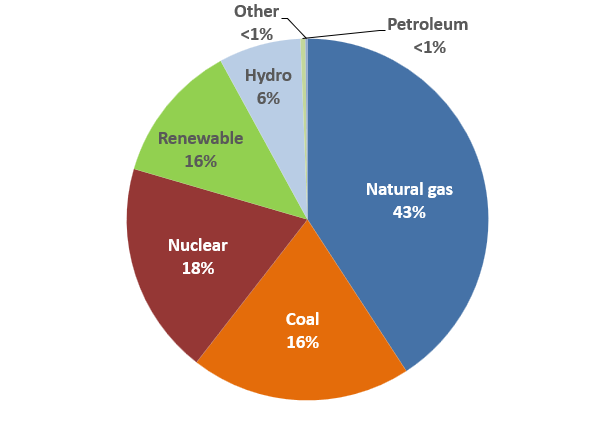 Other
<1%
Petroleum
<1%
Hydro
6%
Renewable
16%
Natural gas
43%
Nuclear
18%
Coal
16%